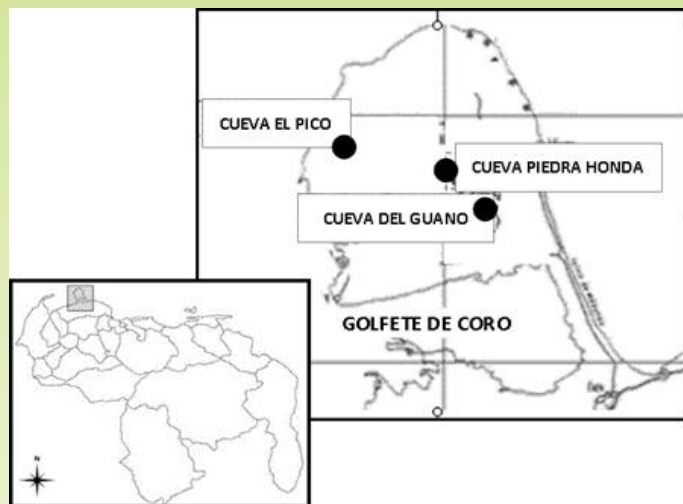 CUEVA EL PICO
CUEVA PIEDRA HONDA
CUEVA DEL GUANO
GOLFETE DE CORO
N